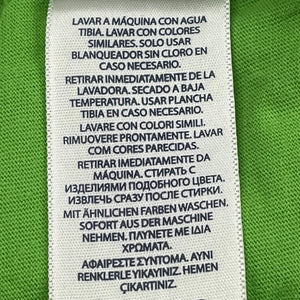 LAVAR A MÁQUINA CON AGUA
TIBIA. LAVAR CON COLORES
SIMILARES. SOLO USAR
BLANQUEADOR SIN CLORO EN
CASO NECESARIO.
RETIRAR INMEDIATAMENTE DE LA
LAVADORA. SECADO A BAJA
TEMPERATURA. USAR PLANCHA
TIBIA EN CASO NECESARIO.
LAVARE CON COLORI SIMILI.
RIMUOVERE PRONTAMENTE. LAVAR
COM CORES PARECIDAS.
RETIRAR IMEDIATAMENTE DA
MÁQUINA. СТИРАТЬ С
ИЗДЕЛИЯМИ ПОДОБНОГО ЦВЕТА.
ИЗВЛЕЧЬ СРАЗУ ПОСЛЕ СТИРКИ.
MIT ÄHNLICHEN FARBEN WASCHEN.
SOFORT AUS DER MASCHINE
NEHMEN. ΠΛΥΝΕΤΕ ΜΕ ΙΔΙΑ
ΧΡΩΜΑΤΑ.
ΑΦΑΙΡΕΣΤΕ ΣΥΝΤΟΜΑ. AYNI
RENKLERLE YIKAYINIZ. HEMEN
ÇIKARTINIZ.